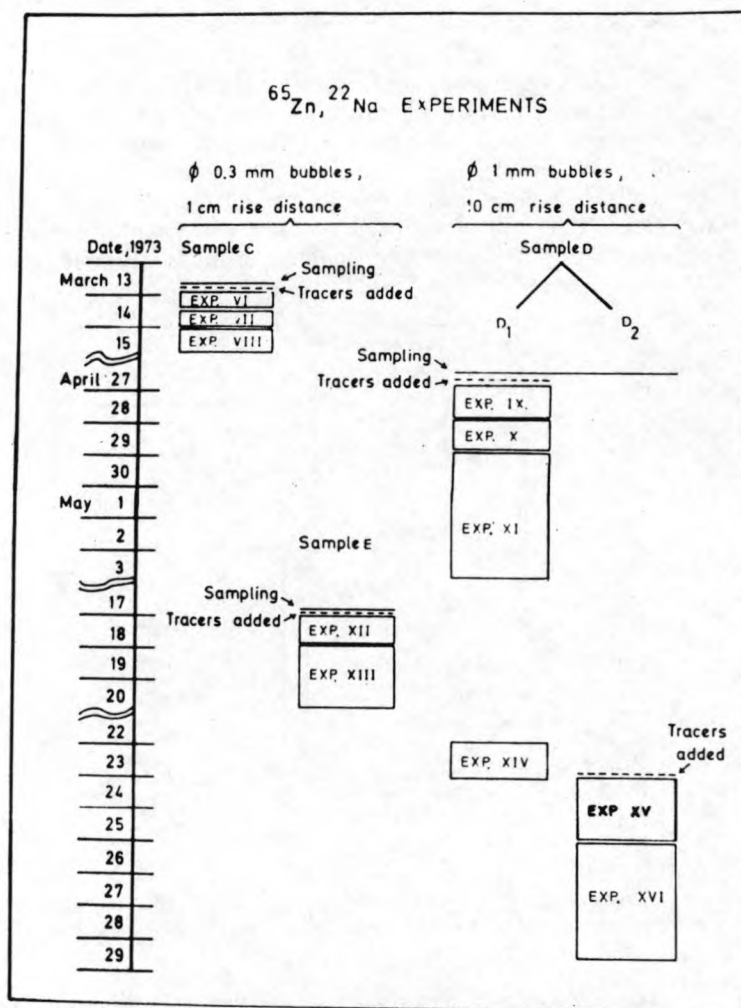 65Zn, 22Na EXPERIMENTS
ϕ 0.3 mm bubbles,
1 cm rise distance
ϕ 1 mm bubbles,
10 cm rise distance
Date, 1973
Sample C
Sample D
March 13
Sampling
Tracers added
EXP. VI
14
EXP. VII
15
EXP. VIII
D1
D2
Sampling
April 27
Tracers added
28
EXP. IX.
29
EXP. X
30
May 1
2
EXP. XI
Sample E
3
17
Sampling
Tracers added
18
EXP. XII
19
EXP. XIII
20
22
Tracers
added
23
EXP. XIV
24
EXP XV
25
26
27
EXP. XVI
28
29